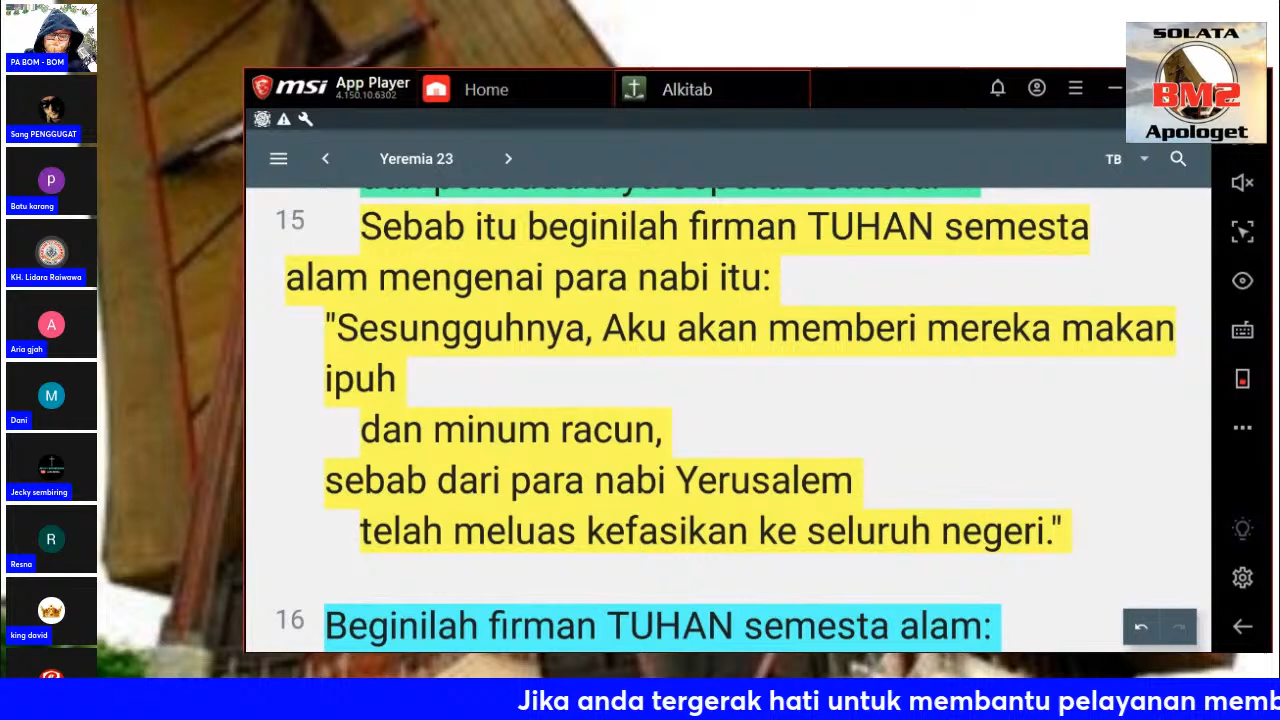 PA BOM - BOM
Sang PENGGUGAT
P
Batu karang
KH. Lidara Raiwawa
A
Aria gjah
M
Dani
Jecky sembiring
R
Resna
king david
msi App Player
4.150.10.6302
Home
Alkitab
SOLATA
BM2
Apologet
Yeremia 23
TB
15 Sebab itu beginilah firman TUHAN semesta
alam mengenai para nabi itu:
"Sesungguhnya, Aku akan memberi mereka makan
ipuh
dan minum racun,
sebab dari para nabi Yerusalem
telah meluas kefasikan ke seluruh negeri."
16 Beginilah firman TUHAN semesta alam:
Jika anda tergerak hati untuk membantu pelayanan memb